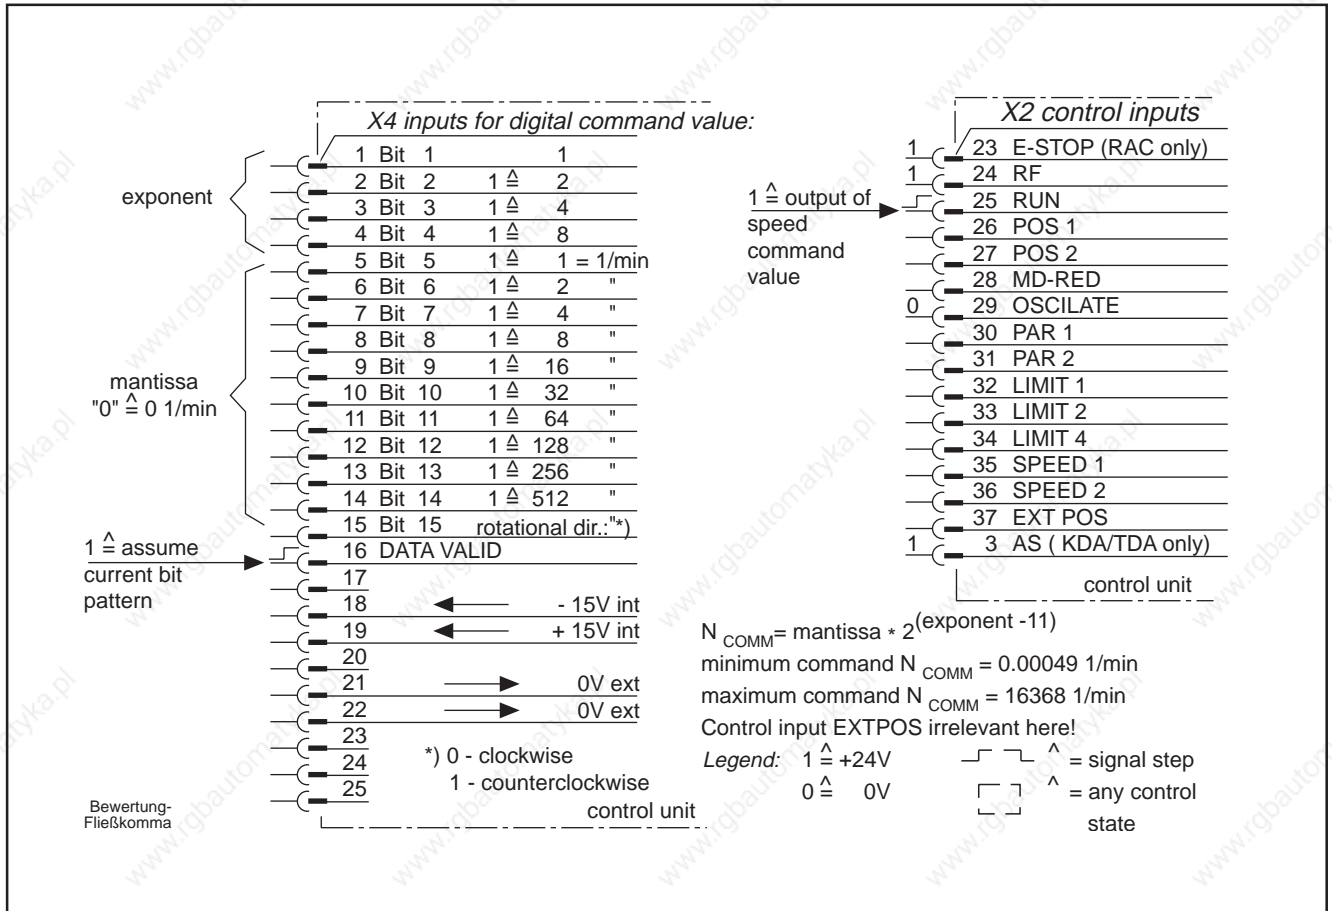 X4 inputs for digital command value:
exponent
1 Bit 1 1
2 Bit 2 1 ≙ 2
3 Bit 3 1 ≙ 4
4 Bit 4 1 ≙ 8
5 Bit 5 1 ≙ 1 = 1/min
6 Bit 6 1 ≙ 2 "
7 Bit 7 1 ≙ 4 "
8 Bit 8 1 ≙ 8 "
9 Bit 9 1 ≙ 16 "
10 Bit 10 1 ≙ 32 "
11 Bit 11 1 ≙ 64 "
12 Bit 12 1 ≙ 128 "
13 Bit 13 1 ≙ 256 "
14 Bit 14 1 ≙ 512 "
15 Bit 15 rotational dir.:"*)
16 DATA VALID
17
18 - 15V int
19 + 15V int
20
21 0V ext
22 0V ext
23
24
25
mantissa
"0" ≙ 0 1/min
1 ≙ assume
current bit
pattern
*) 0 - clockwise
1 - counterclockwise
control unit
Bewertung-
Fließkomma
X2 control inputs
1 23 E-STOP (RAC only)
1 24 RF
25 RUN
26 POS 1
27 POS 2
28 MD-RED
0 29 OSCILATE
30 PAR 1
31 PAR 2
32 LIMIT 1
33 LIMIT 2
34 LIMIT 4
35 SPEED 1
36 SPEED 2
37 EXT POS
1 3 AS ( KDA/TDA only)
control unit
1 ≙ output of
speed
command
value
N COMM= mantissa * 2(exponent -11)
minimum command N COMM = 0.00049 1/min
maximum command N COMM = 16368 1/min
Control input EXTPOS irrelevant here!
Legend: 1 ≙ +24V ≙ signal step
0 ≙ 0V ≙ any control
state
www.rgbautomatyka.pl